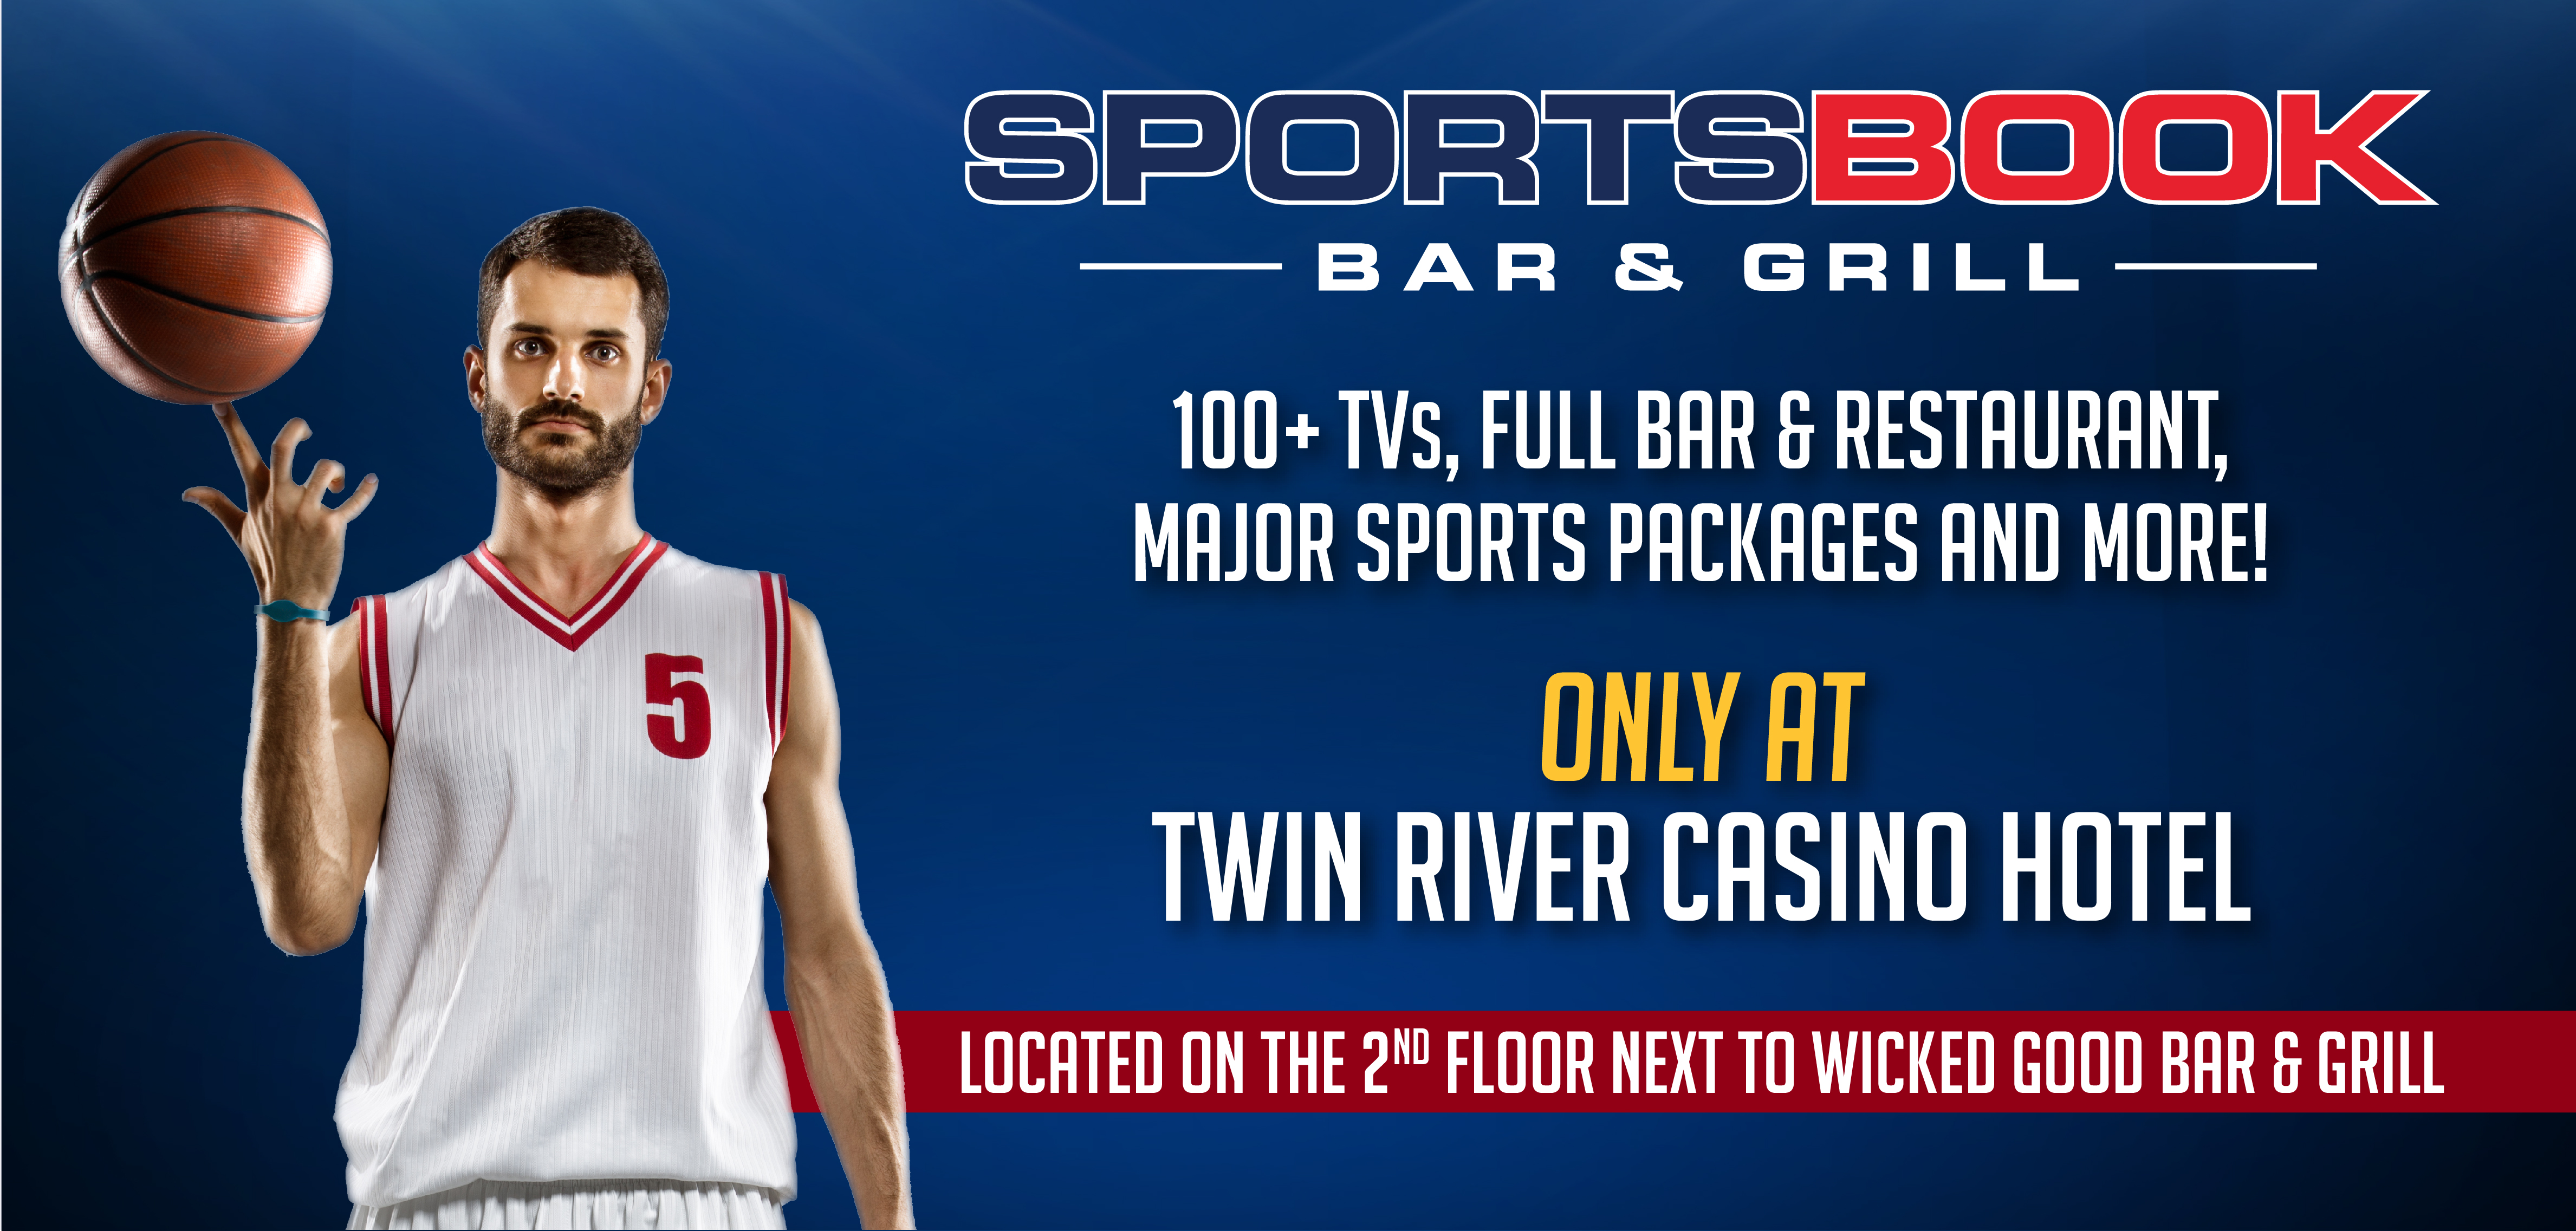 SPORTSBOOK
BAR & GRILL
100+ TVs, FULL BAR & RESTAURANT,
MAJOR SPORTS PACKAGES AND MORE!
5
ONLY AT
TWIN RIVER CASINO HOTEL
LOCATED ON THE 2ND FLOOR NEXT TO WICKED GOOD BAR & GRILL